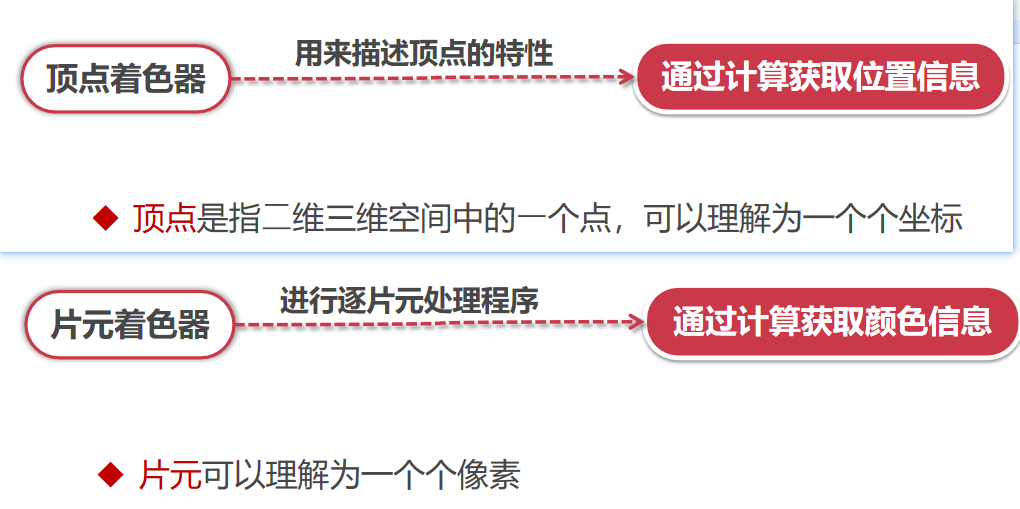 用来描述顶点的特性
顶点着色器
通过计算获取位置信息
◆ 顶点是指二维三维空间中的一个点，可以理解为一个个坐标
进行逐片元处理程序
片元着色器
通过计算获取颜色信息
◆ 片元可以理解为一个个像素